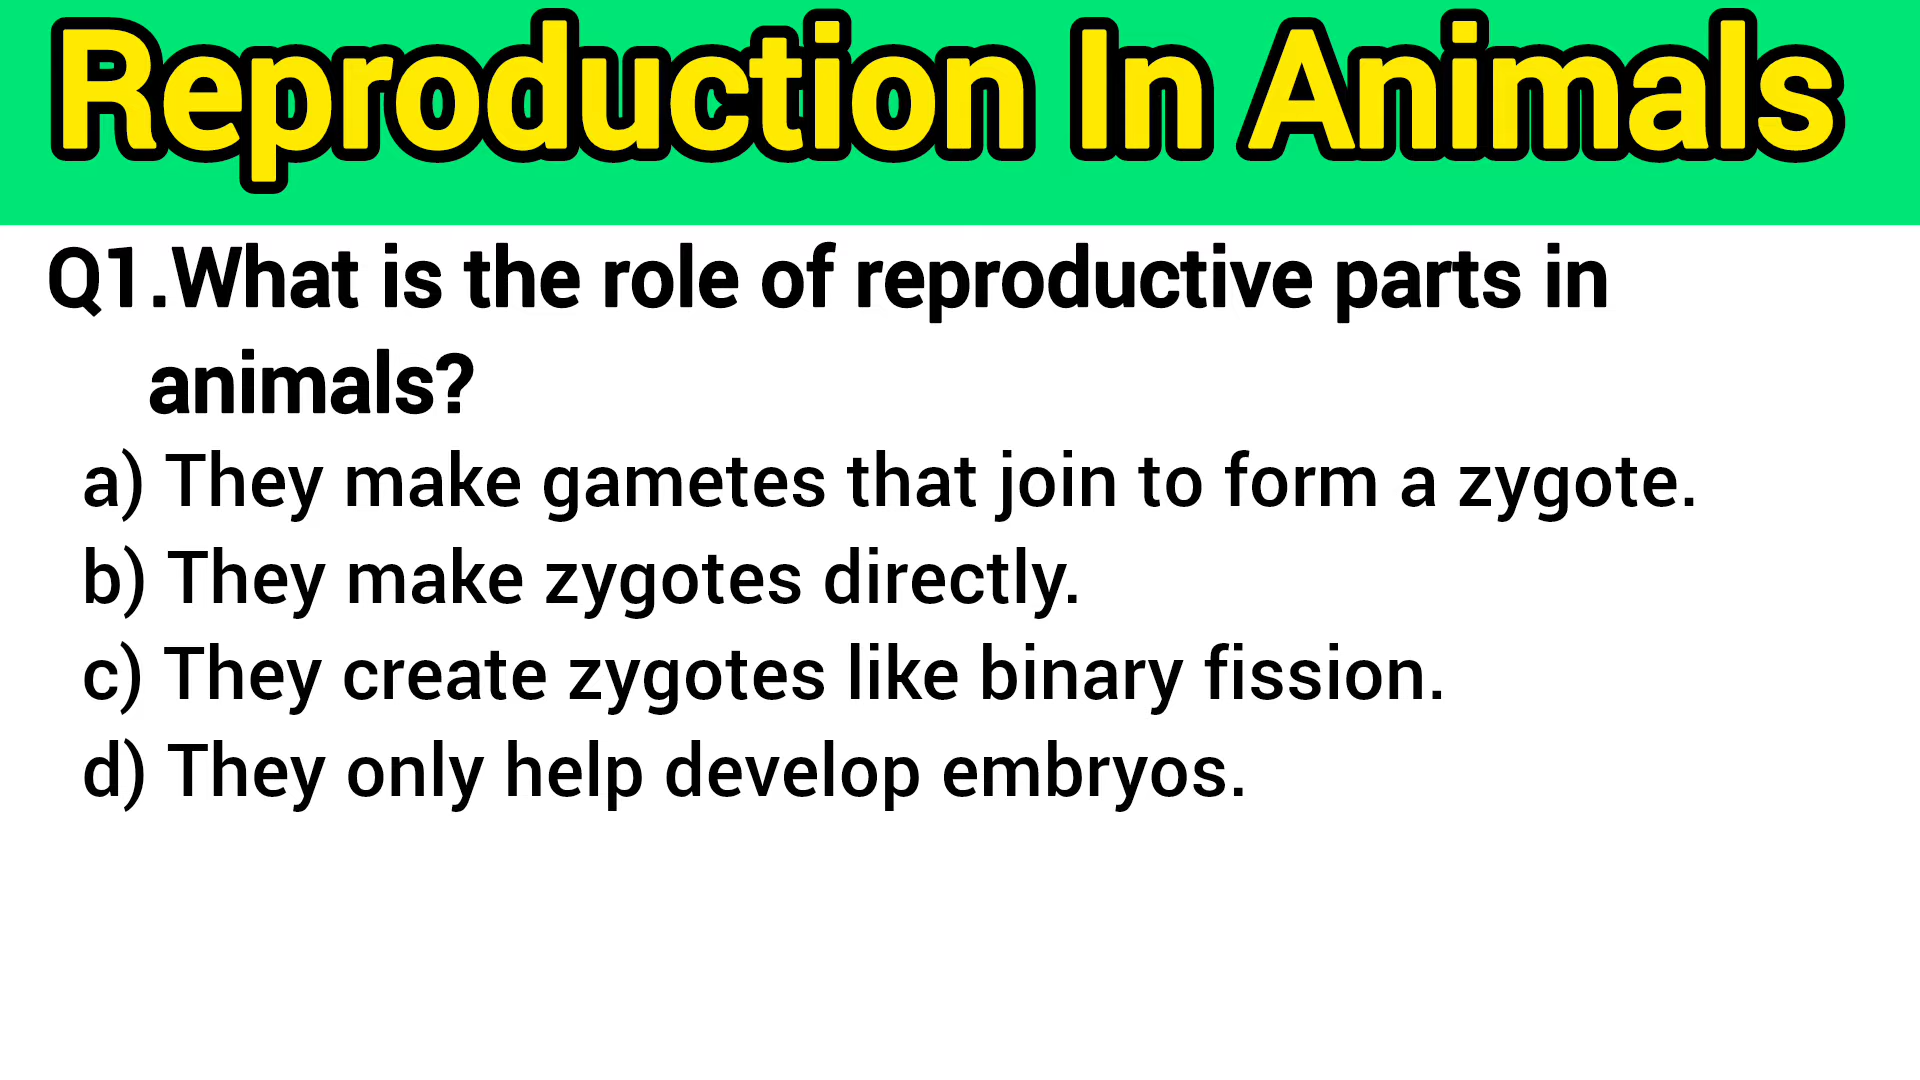 Reproduction In Animals
Q1.What is the role of reproductive parts in
animals?
a) They make gametes that join to form a zygote.
b) They make zygotes directly.
c) They create zygotes like binary fission.
d) They only help develop embryos.